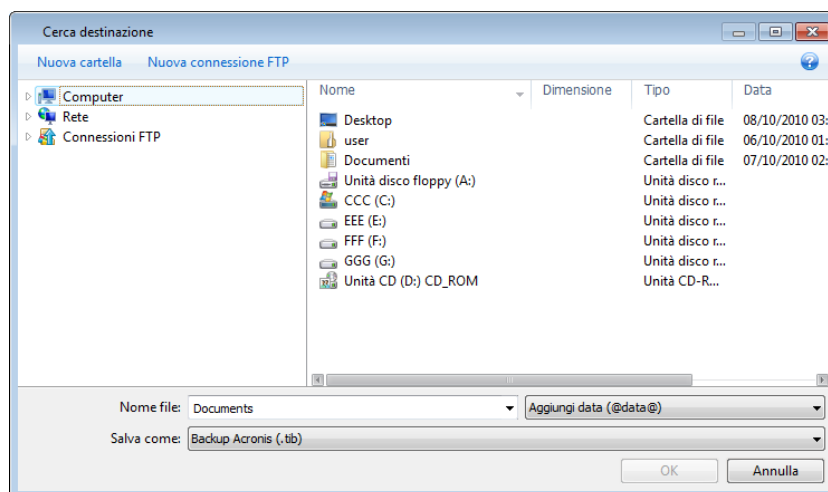 Cerca destinazione
Nuova cartella Nuova connessione FTP
Computer
Rete
Connessioni FTP
Nome Dimensione Tipo Data
Desktop Cartella di file 08/10/2010 03:
user Cartella di file 06/10/2010 01:
Documenti Cartella di file 07/10/2010 02:
Unità disco floppy (A:) Unità disco r...
CCC (C:) Unità disco r...
EEE (E:) Unità disco r...
FFF (F:) Unità disco r...
GGG (G:) Unità disco r...
Unità CD (D:) CD_ROM Unità CD-R...
Nome file: Documents Aggiungi data (@data@)
Salva come: Backup Acronis (.tib)
OK Annulla